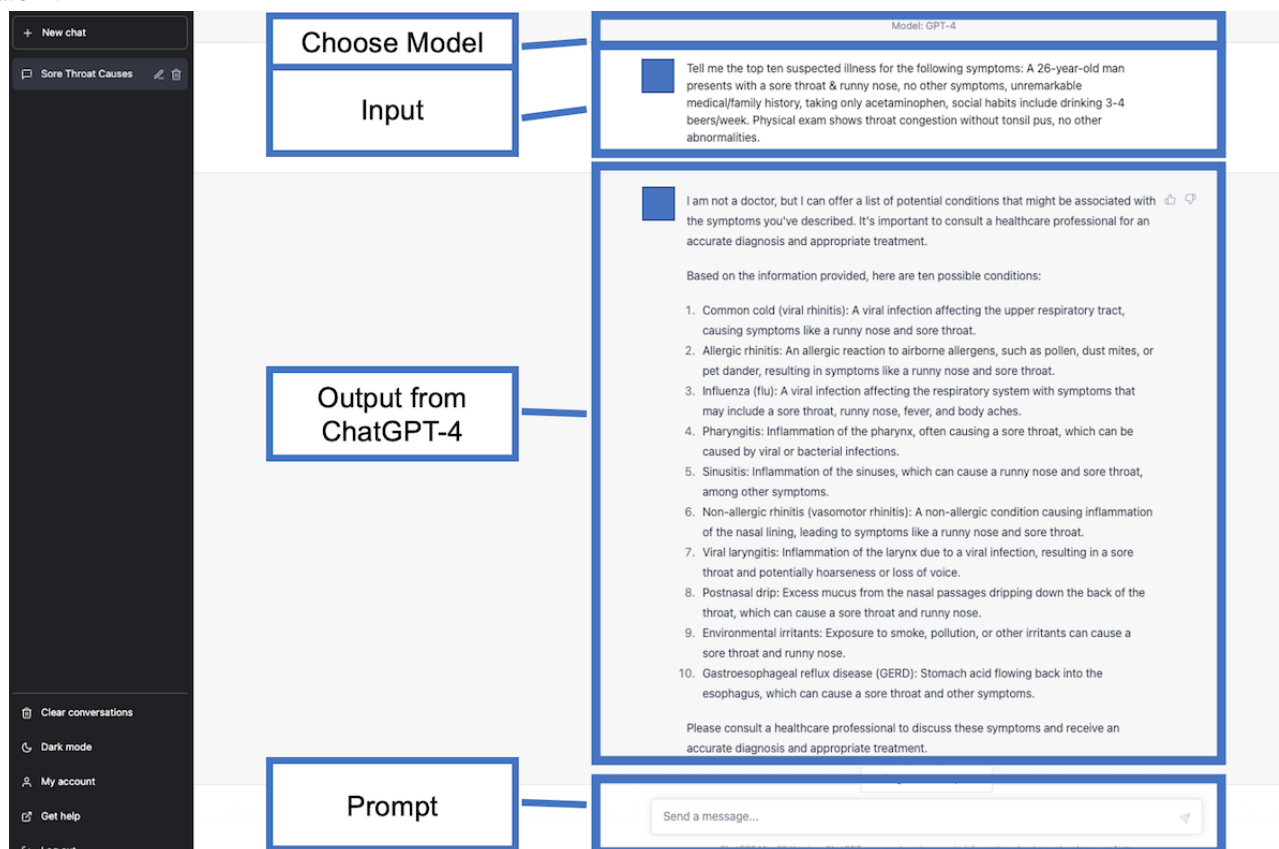 + New chat
Sore Throat Causes
Clear conversations
Dark mode
My account
Get help
Choose Model
Input
Output from
ChatGPT-4
Prompt
Model: GPT-4
Tell me the top ten suspected illness for the following symptoms: A 26-year-old man
presents with a sore throat & runny nose, no other symptoms, unremarkable
medical/family history, taking only acetaminophen, social habits include drinking 3-4
beers/week. Physical exam shows throat congestion without tonsil pus, no other
abnormalities.
I am not a doctor, but I can offer a list of potential conditions that might be associated with
the symptoms you've described. It's important to consult a healthcare professional for an
accurate diagnosis and appropriate treatment.
Based on the information provided, here are ten possible conditions:
1. Common cold (viral rhinitis): A viral infection affecting the upper respiratory tract,
causing symptoms like a runny nose and sore throat.
2. Allergic rhinitis: An allergic reaction to airborne allergens, such as pollen, dust mites, or
pet dander, resulting in symptoms like a runny nose and sore throat.
3. Influenza (flu): A viral infection affecting the respiratory system with symptoms that
may include a sore throat, runny nose, fever, and body aches.
4. Pharyngitis: Inflammation of the pharynx, often causing a sore throat, which can be
caused by viral or bacterial infections.
5. Sinusitis: Inflammation of the sinuses, which can cause a runny nose and sore throat,
among other symptoms.
6. Non-allergic rhinitis (vasomotor rhinitis): A non-allergic condition causing inflammation
of the nasal lining, leading to symptoms like a runny nose and sore throat.
7. Viral laryngitis: Inflammation of the larynx due to a viral infection, resulting in a sore
throat and potentially hoarseness or loss of voice.
8. Postnasal drip: Excess mucus from the nasal passages dripping down the back of the
throat, which can cause a sore throat and runny nose.
9. Environmental irritants: Exposure to smoke, pollution, or other irritants can cause a
sore throat and runny nose.
10. Gastroesophageal reflux disease (GERD): Stomach acid flowing back into the
esophagus, which can cause a sore throat and other symptoms.
Please consult a healthcare professional to discuss these symptoms and receive an
accurate diagnosis and appropriate treatment.
Send a message...